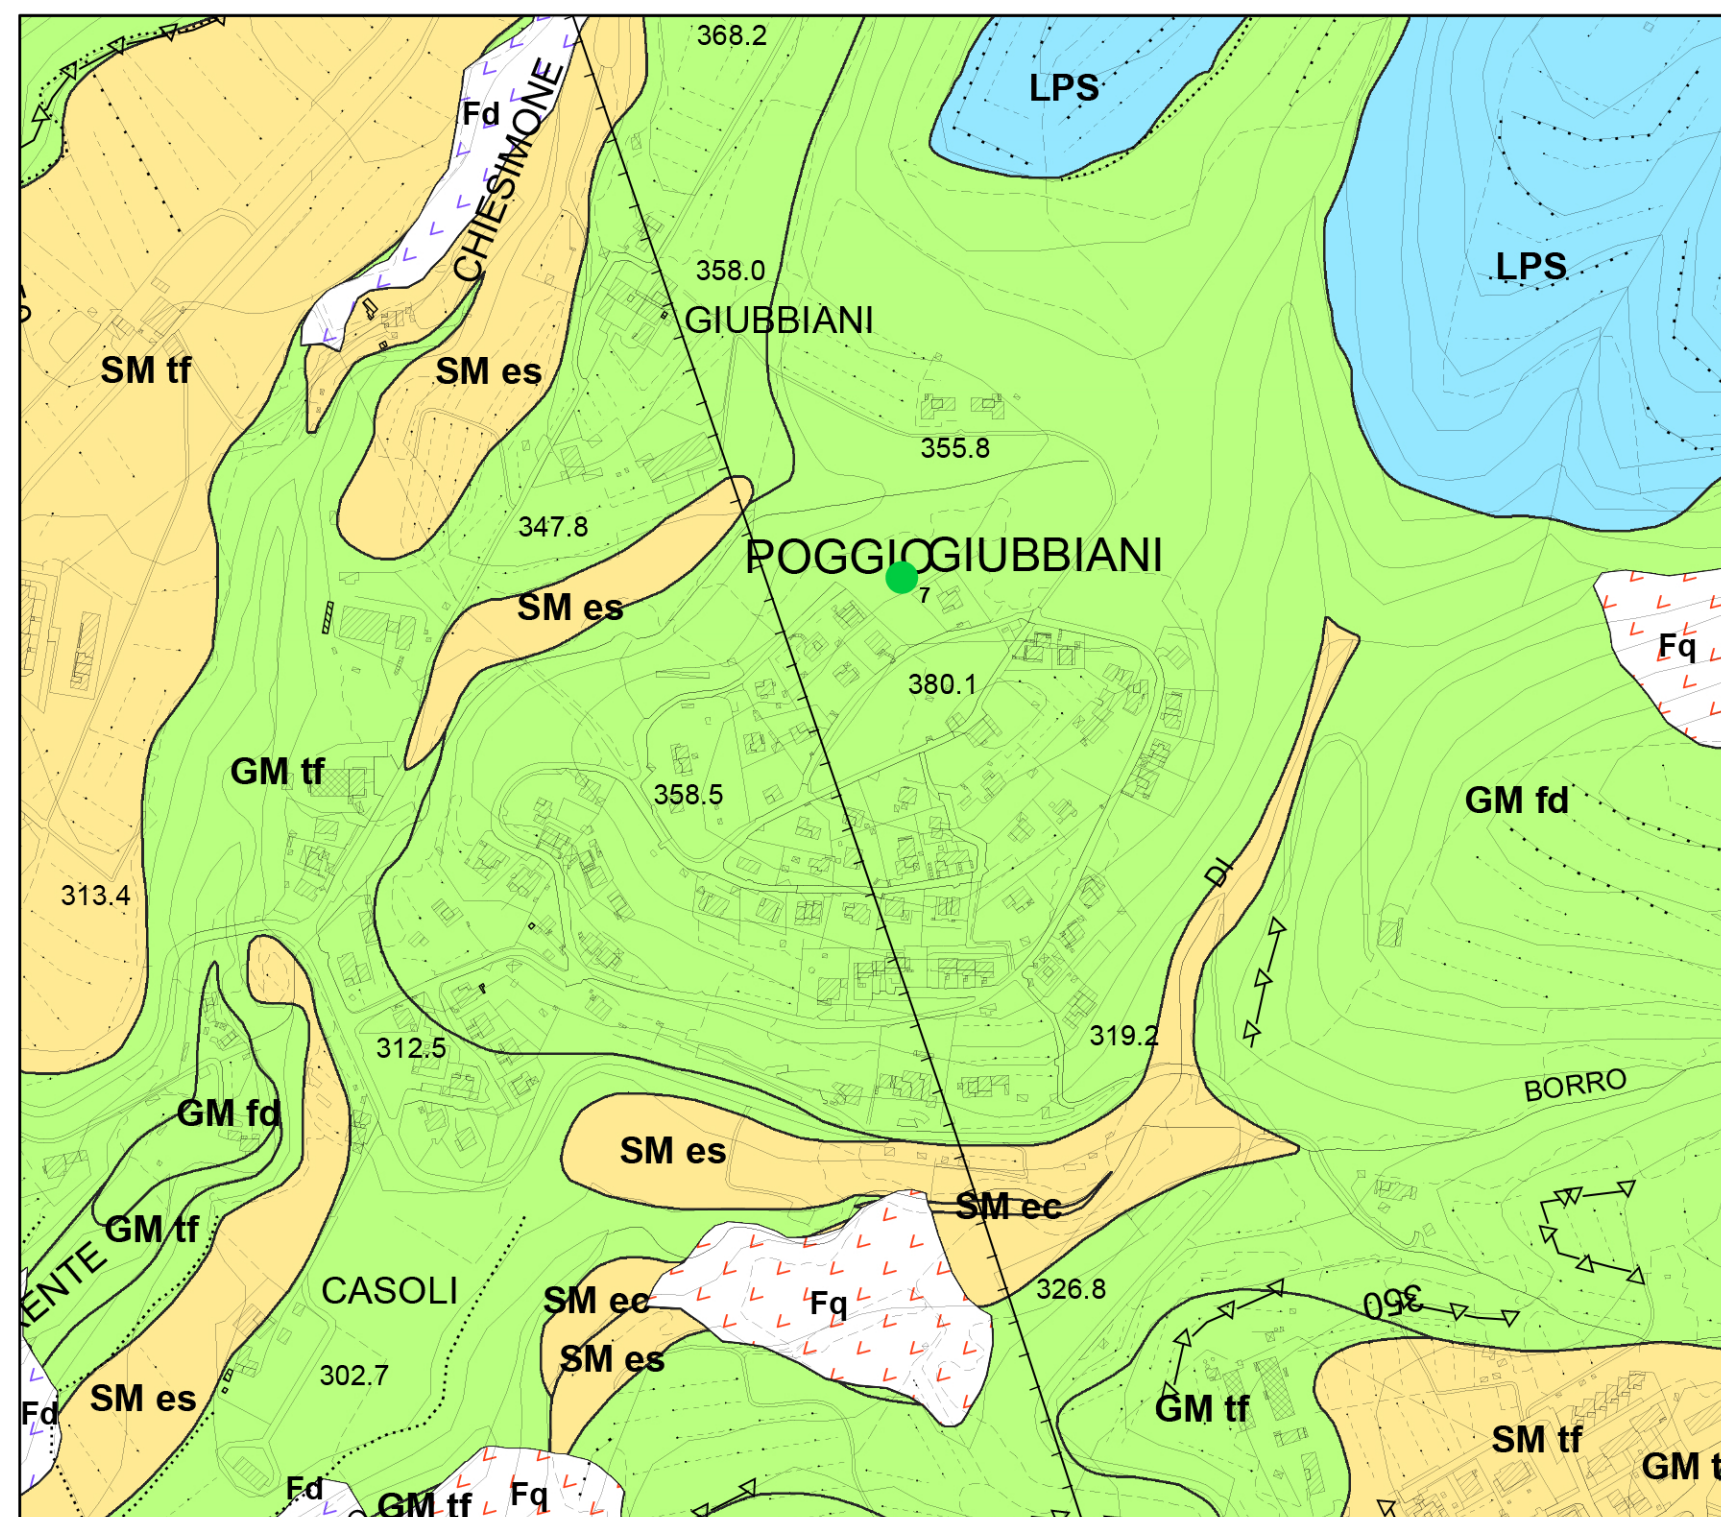 368.2
LPS
Fd
CHIESIMONE
358.0
LPS
GIUBBIANI
SM tf
SM es
355.8
347.8
POGGIO GIUBBIANI
7
SM es
Fq
380.1
GM tf
358.5
GM fd
DI
313.4
319.2
312.5
BORRO
GM fd
SM es
SM ec
GM tf
CASOLI
326.8
SM ec
Fq
360
SM es
302.7
SM es
Fd
GM tf
SM tf
GM t
Fd
Fq
GM tf